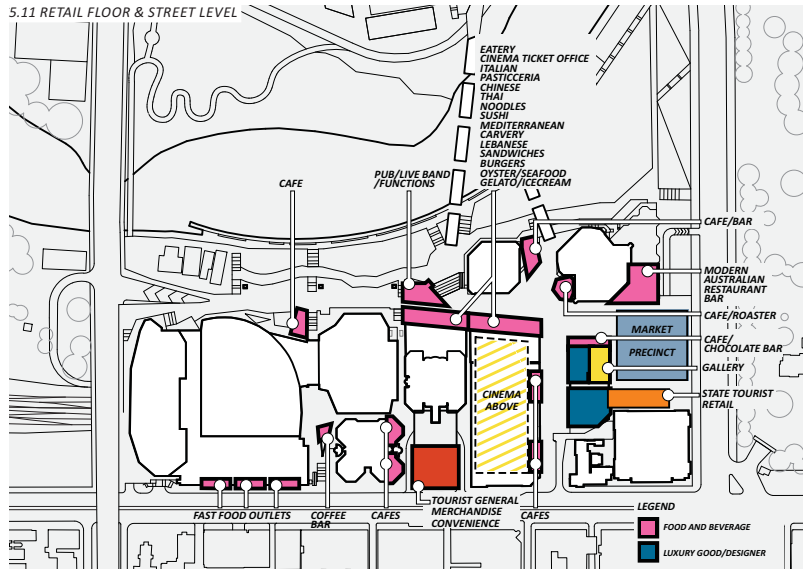 5.11 RETAIL FLOOR & STREET LEVEL
EATERY
CINEMA TICKET OFFICE
ITALIAN
PASTICCERIA
CHINESE
THAI
NOODLES
SUSHI
MEDITERRANEAN
CARVERY
LEBANESE
SANDWICHES
BURGERS
OYSTER/SEAFOOD
GELATO/ICECREAM
CAFE
PUB/LIVE BAND
/FUNCTIONS
CAFE/BAR
MODERN
AUSTRALIAN
RESTAURANT
BAR
CAFE/ROASTER
MARKET
PRECINCT
CAFE/
CHOCOLATE BAR
GALLERY
STATE TOURIST
RETAIL
CINEMA
ABOVE
FAST FOOD OUTLETS
COFFEE
BAR
CAFES
TOURIST GENERAL
MERCHANDISE
CONVENIENCE
CAFES
LEGEND
FOOD AND BEVERAGE
LUXURY GOOD/DESIGNER